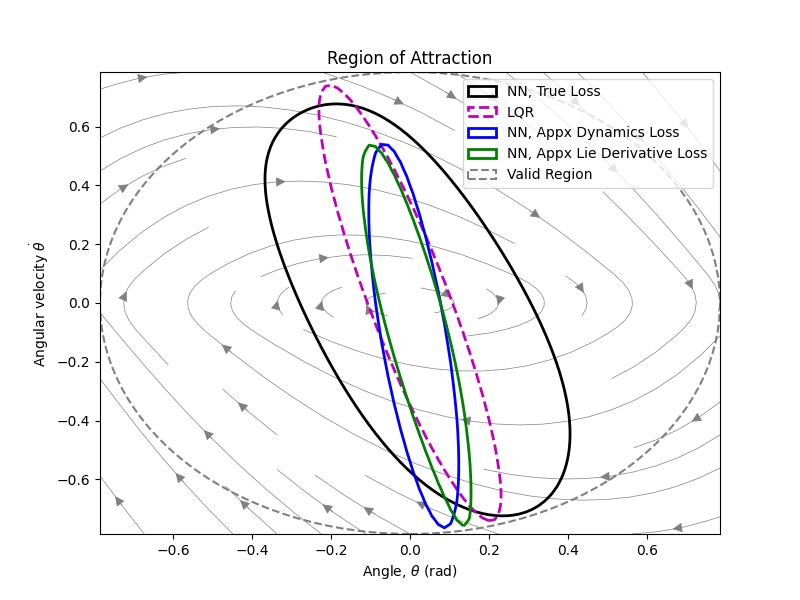 Region of Attraction
NN, True Loss
LQR
NN, Appx Dynamics Loss
NN, Appx Lie Derivative Loss
Valid Region
Angular velocity θ̇
0.6
0.4
0.2
0.0
−0.2
−0.4
−0.6
−0.6 −0.4 −0.2 0.0 0.2 0.4 0.6
Angle, θ (rad)